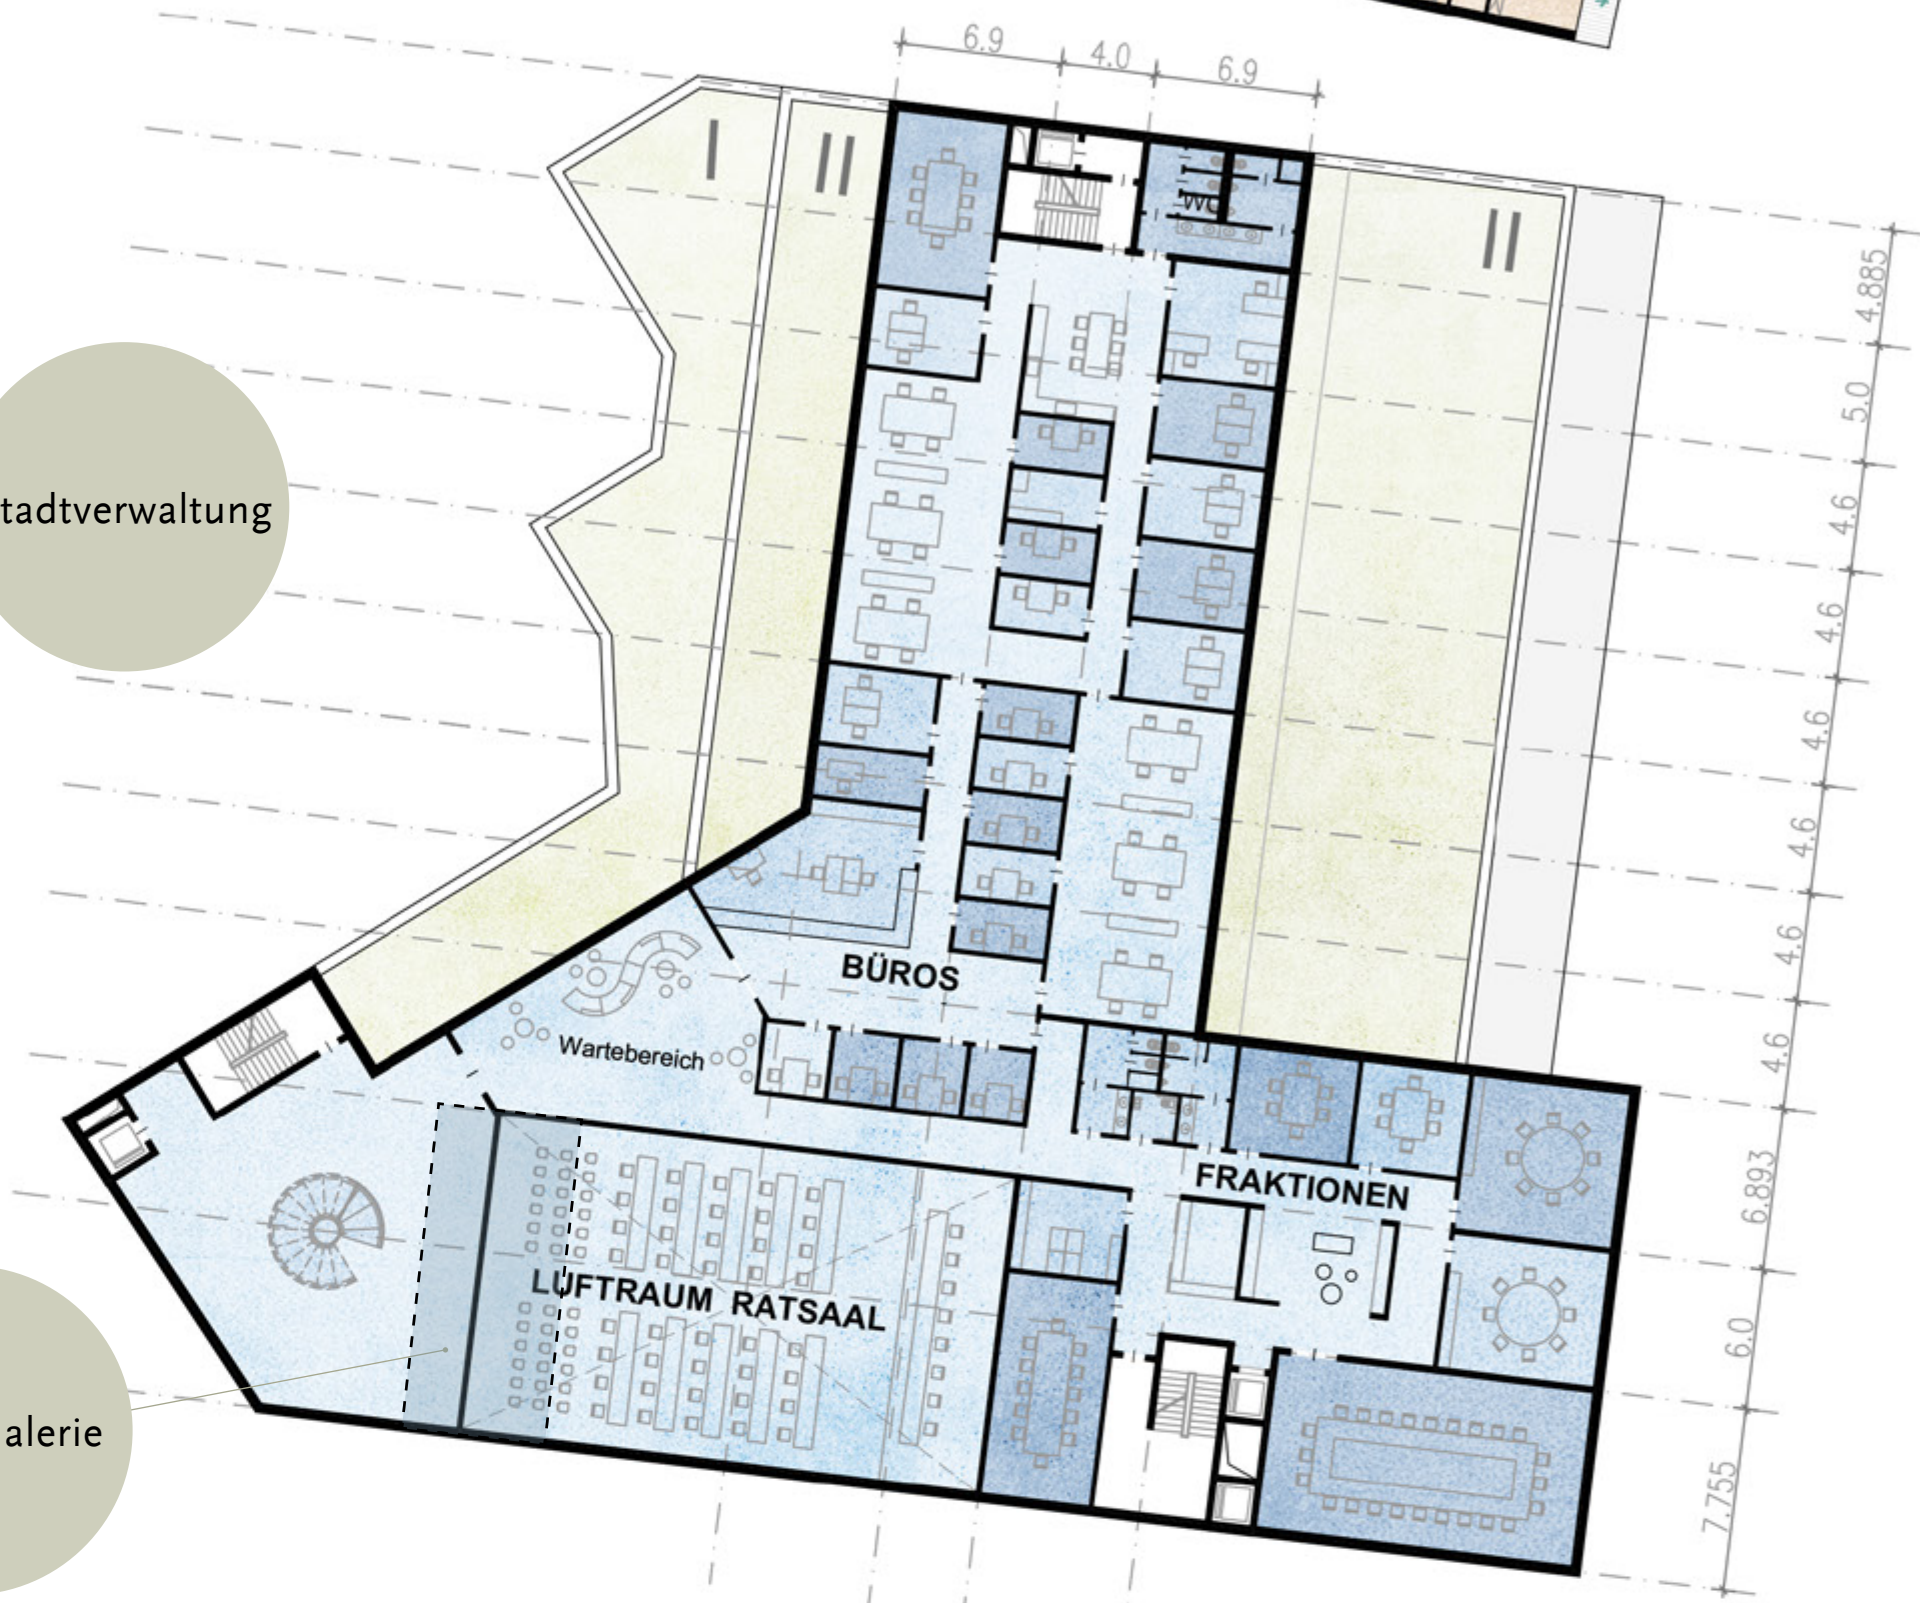 6.9
4.0
6.9
I
II
WC
II
4.885
5.0
tadtverwaltung
4.6
4.6
4.6
4.6
4.6
BÜROS
4.6
Wartebereich
FRAKTIONEN
6.893
LUFTRAUM RATSAAL
6.0
alerie
7.755